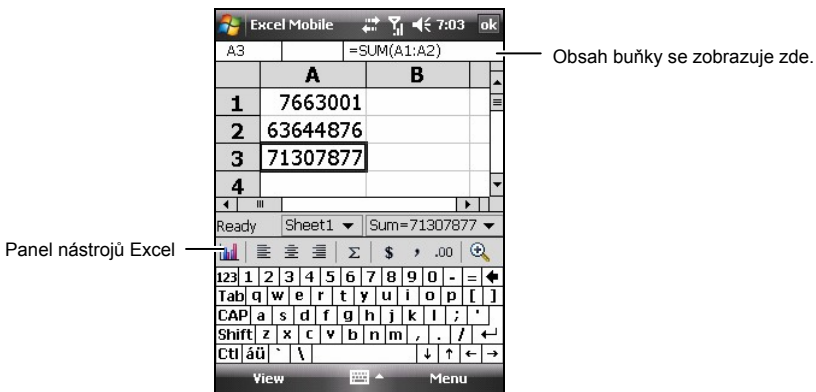 Excel Mobile 7:03 ok
A3 =SUM(A1:A2)
Obsah buňky se zobrazuje zde.
A B
1 7663001
2 63644876
3 71307877
4
Ready Sheet1 Sum=71307877
Panel nástrojů Excel
Σ $ , .00
123 1 2 3 4 5 6 7 8 9 0 - =
Tab q w e r t y u i o p [ ]
CAP a s d f g h j k l ; '
Shift z x c v b n m , . /
Ctl áü ` \ ↓ ↑ ← →
View Menu